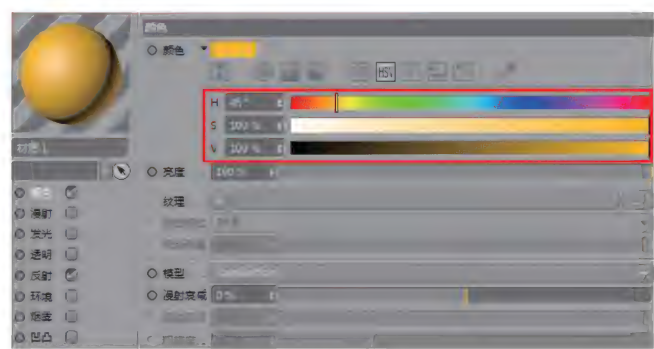 颜色
颜色
HSV
H 45°
S 100 %
V 100 %
材质 1
亮度 100 %
颜色
纹理
漫射
发光
透明
反射
模型
环境
漫射衰减 0 %
烟雾
凹凸